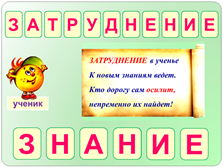 ЗАТРУДНЕНИЕ
ЗАТРУДНЕНИЕ в ученье
К новым знаниям ведет.
Кто дорогу сам осилит,
непременно их найдет!
ученик
ЗНАНИЕ